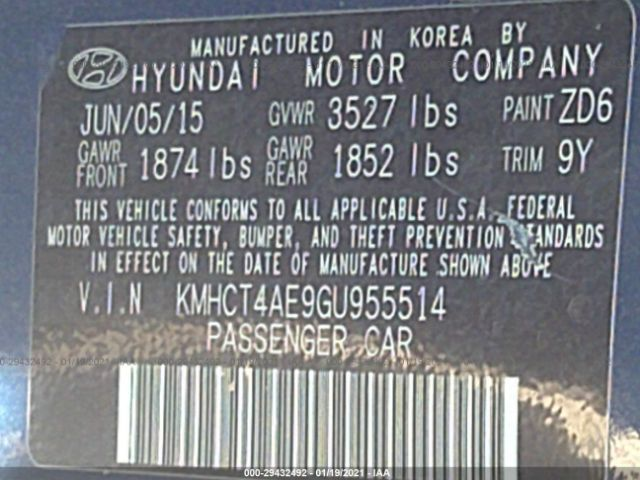 MANUFACTURED IN KOREA BY
HYUNDAI MOTOR COMPANY
JUN/05/15 GVWR 3527 lbs PAINT ZD6
GAWR FRONT 1874 lbs GAWR REAR 1852 lbs TRIM 9Y
THIS VEHICLE CONFORMS TO ALL APPLICABLE U.S.A. FEDERAL
MOTOR VEHICLE SAFETY, BUMPER, AND THEFT PREVENTION STANDARDS
IN EFFECT ON THE DATE OF MANUFACTURE SHOWN ABOVE
V.I.N KMHCT4AE9GU955514
PASSENGER CAR
000-29432492 - 01/19/2021 - IAA